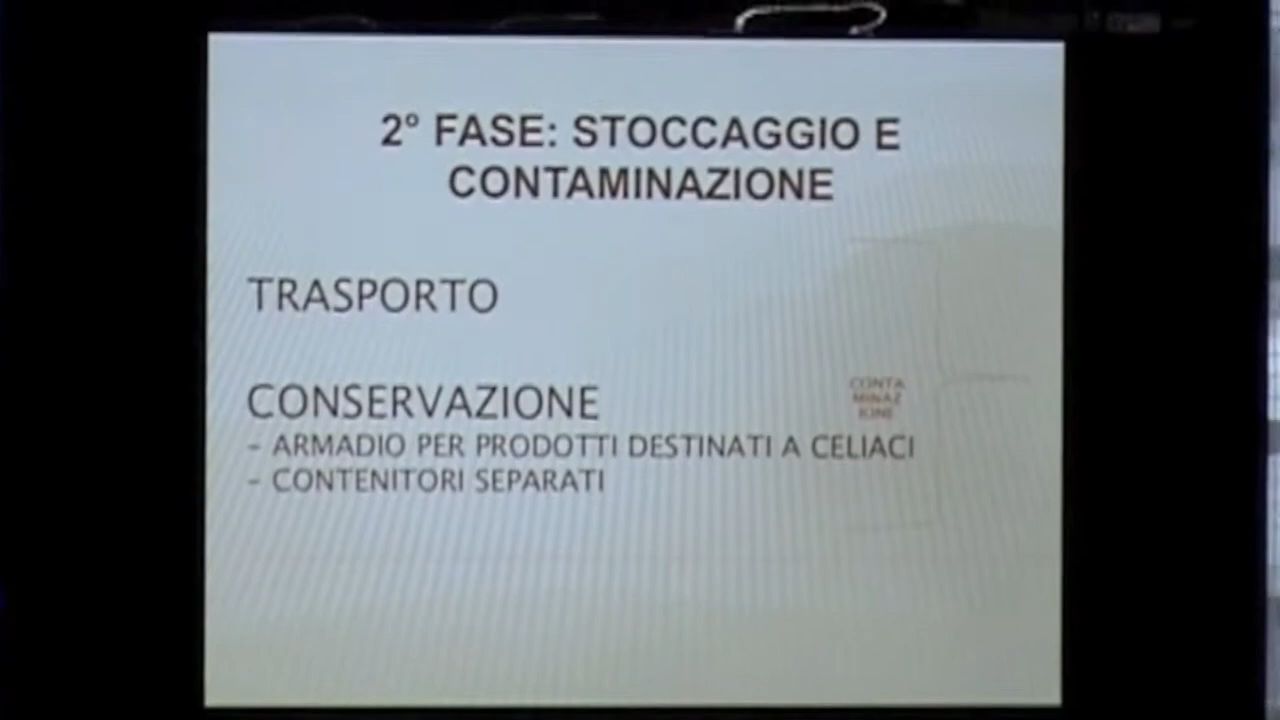 2° FASE: STOCCAGGIO E
CONTAMINAZIONE
TRASPORTO
CONSERVAZIONE
- ARMADIO PER PRODOTTI DESTINATI A CELIACI
- CONTENITORI SEPARATI
CONTA
MINAZ
IONE